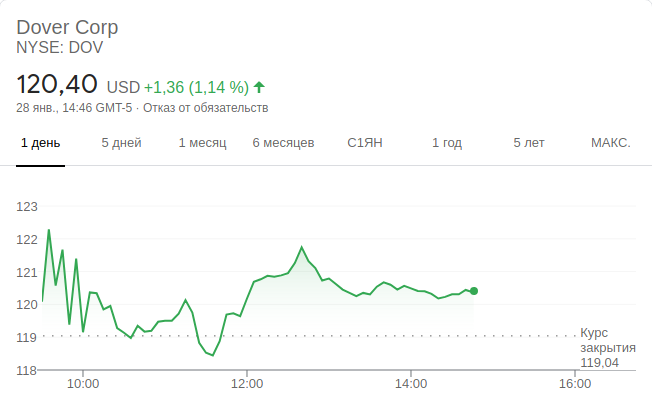 Dover Corp
NYSE: DOV
120,40 USD +1,36 (1,14 %)
28 янв., 14:46 GMT-5 · Отказ от обязательств
1 день 5 дней 1 месяц 6 месяцев С1ЯН 1 год 5 лет МАКС.
123
122
121
120
119
118
Курс
закрытия
119,04
10:00 12:00 14:00 16:00